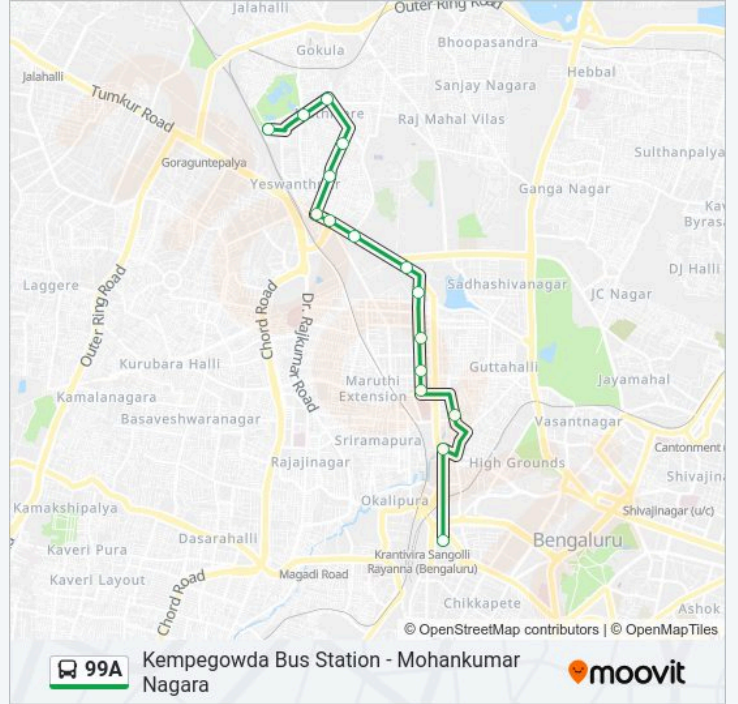 Jalahalli
Outer Ring Road
Gokula
Bhoopasandra
Hebbal
Jalahalli
Sanjay Nagara
Tumkur Road
Raj Mahal Vilas
Goraguntepalya
Sulthanpalya
Yeswanthpur
Ganga Nagar
Kav
Byras
DJ Halli
Laggere
Sadhashivanagar
JC Nagar
Outer Ring Road
Chord Road
Dr. Rajkumar Road
Kurubara Halli
Guttahalli
Maruthi
Extension
Jayamahal
Kamalanagara
Basaveshwaranagar
Vasantnagar
Sriramapura
Cantonment
Rajajinagar
High Grounds
Shivajin
Okalipura
Kamakshipalya
Shivajinagar (u/c)
Dasarahalli
Bengaluru
Kaveri Pura
Krantivira Sangolli
Rayanna (Bengaluru)
Kaveri Layout
Magadi Road
Chord Road
Chikkapete
Ashok
© OpenStreetMap contributors | © OpenMapTiles
99A
Kempegowda Bus Station - Mohankumar
Nagara
moovit